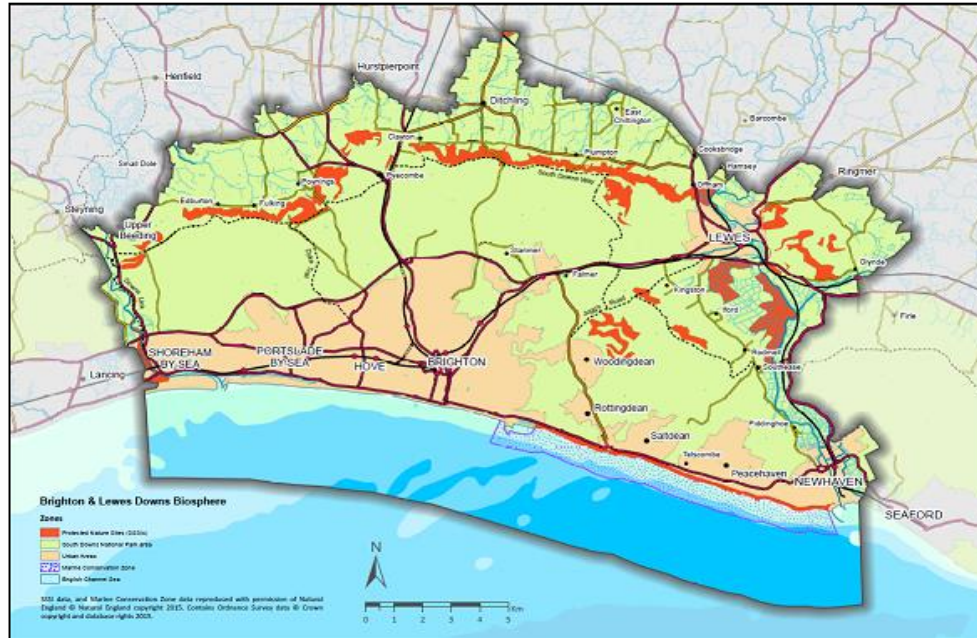 Hurstpierpoint
Henfield
Ditchling
East
Chiltington
Barcombe
Clayton
Plumpton
Cooksbridge
Hamsey
Small Dole
Pyecombe
South Downs Way
Offham
Ringmer
Poynings
Edburton
Fulking
Steyning
Upper
Beeding
LEWES
Stanmer
Glynde
Falmer
Kingston
Iford
Firle
Rodmell
SHOREHAM
BY-SEA
PORTSLADE
BY-SEA
HOVE
BRIGHTON
Woodingdean
Southease
Lancing
Rottingdean
Piddinghoe
Saltdean
Telscombe
Peacehaven
NEWHAVEN
SEAFORD
Brighton & Lewes Downs Biosphere
Zones
Protected Nature Sites (SSSIs)
South Downs National Park area
Urban Areas
Marine Conservation Zone
English Channel Sea
N
SSSI data, and Marine Conservation Zone data reproduced with permission of Natural
England © Natural England copyright 2015. Contains Ordnance Survey data © Crown
copyright and database rights 2015.
0 1 2 3 4 5 Km